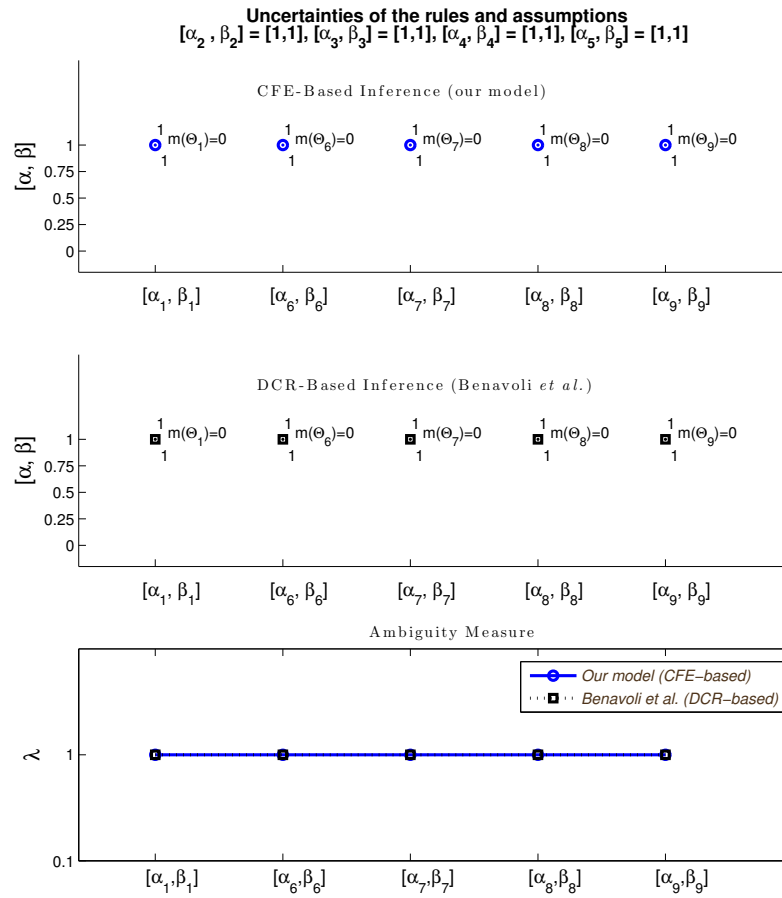 Uncertainties of the rules and assumptions
[α2 , β2] = [1,1], [α3, β3] = [1,1], [α4, β4] = [1,1], [α5, β5] = [1,1]
CFE-Based Inference (our model)
1 m(Θ1)=0 1 m(Θ6)=0 1 m(Θ7)=0 1 m(Θ8)=0 1 m(Θ9)=0
1 1 1 1 1
[α, β]
1
0.75
0.5
0.25
0
[α1, β1] [α6, β6] [α7, β7] [α8, β8] [α9, β9]
DCR-Based Inference (Benavoli et al.)
1 m(Θ1)=0 1 m(Θ6)=0 1 m(Θ7)=0 1 m(Θ8)=0 1 m(Θ9)=0
1 1 1 1 1
[α, β]
1
0.75
0.5
0.25
0
[α1, β1] [α6, β6] [α7, β7] [α8, β8] [α9, β9]
Ambiguity Measure
Our model (CFE−based)
Benavoli et al. (DCR−based)
λ
1
0.1
[α1,β1] [α6,β6] [α7,β7] [α8,β8] [α9,β9]